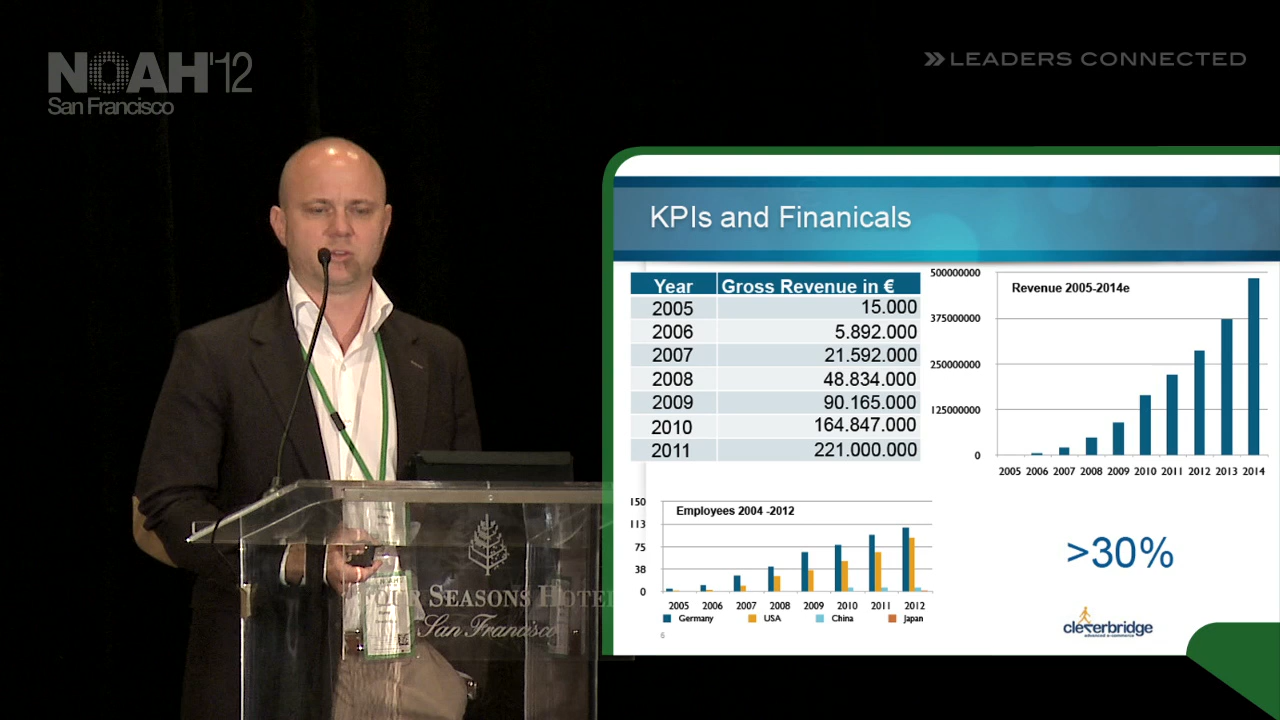 NOAH'12
San Francisco
LEADERS CONNECTED
KPIs and Finanicals
Year Gross Revenue in €
2005 15.000
2006 5.892.000
2007 21.592.000
2008 48.834.000
2009 90.165.000
2010 164.847.000
2011 221.000.000
Revenue 2005-2014e
500000000
375000000
250000000
125000000
0
2005 2006 2007 2008 2009 2010 2011 2012 2013 2014
Employees 2004 -2012
150
113
75
38
0
2005 2006 2007 2008 2009 2010 2011 2012
Germany USA China Japan
>30%
cleverbridge
advanced e-commerce
6
NOAH
SEASONS HOTEL
San Francisco